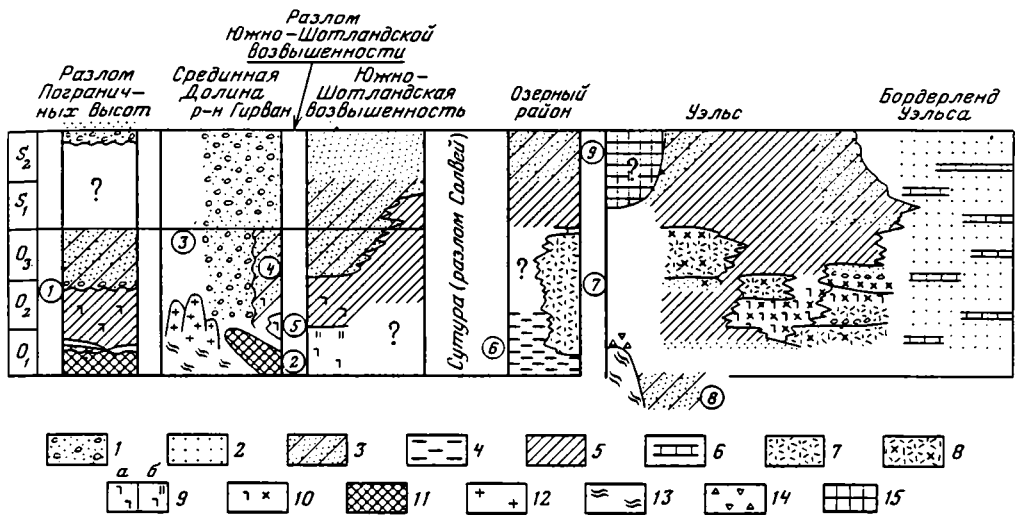 Разлом
Южно-Шотландской
возвышенности
Разлом
Погранич-
ных высот
Срединная
Долина
р-н Гирван
Южно-
Шотландская
возвышенность
Озерный
район
Уэльс
Бордерленд
Уэльса
S2
S1
O3
O2
O1
?
?
?
?
Сутура (разлом Солвей)
1
3
4
5
2
6
9
7
8
1
2
3
4
5
6
7
8
а б
9
10
11
12
13
14
15